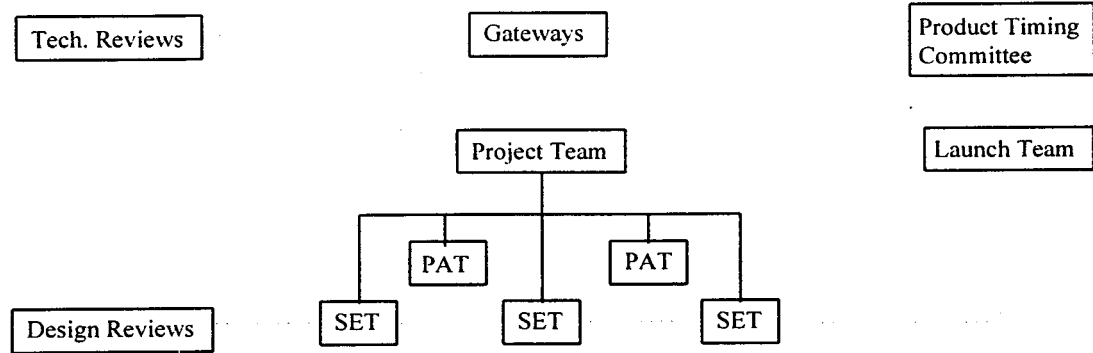 Tech. Reviews
Gateways
Product Timing
Committee
Project Team
Launch Team
PAT
PAT
Design Reviews
SET
SET
SET